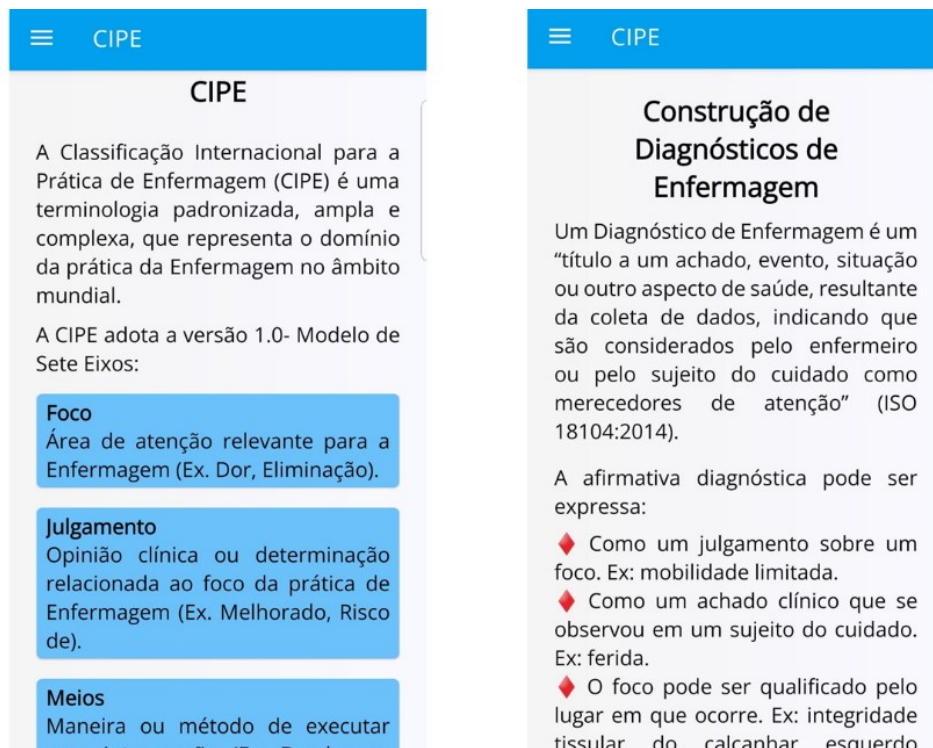 CIPE
CIPE
A Classificação Internacional para a
Prática de Enfermagem (CIPE) é uma
terminologia padronizada, ampla e
complexa, que representa o domínio
da prática da Enfermagem no âmbito
mundial.
A CIPE adota a versão 1.0- Modelo de
Sete Eixos:
Foco
Área de atenção relevante para a
Enfermagem (Ex. Dor, Eliminação).
Julgamento
Opinião clínica ou determinação
relacionada ao foco da prática de
Enfermagem (Ex. Melhorado, Risco
de).
Meios
Maneira ou método de executar
CIPE
Construção de
Diagnósticos de
Enfermagem
Um Diagnóstico de Enfermagem é um
“título a um achado, evento, situação
ou outro aspecto de saúde, resultante
da coleta de dados, indicando que
são considerados pelo enfermeiro
ou pelo sujeito do cuidado como
merecedores de atenção” (ISO
18104:2014).
A afirmativa diagnóstica pode ser
expressa:
Como um julgamento sobre um
foco. Ex: mobilidade limitada.
Como um achado clínico que se
observou em um sujeito do cuidado.
Ex: ferida.
O foco pode ser qualificado pelo
lugar em que ocorre. Ex: integridade
tissular do calcanhar esquerdo